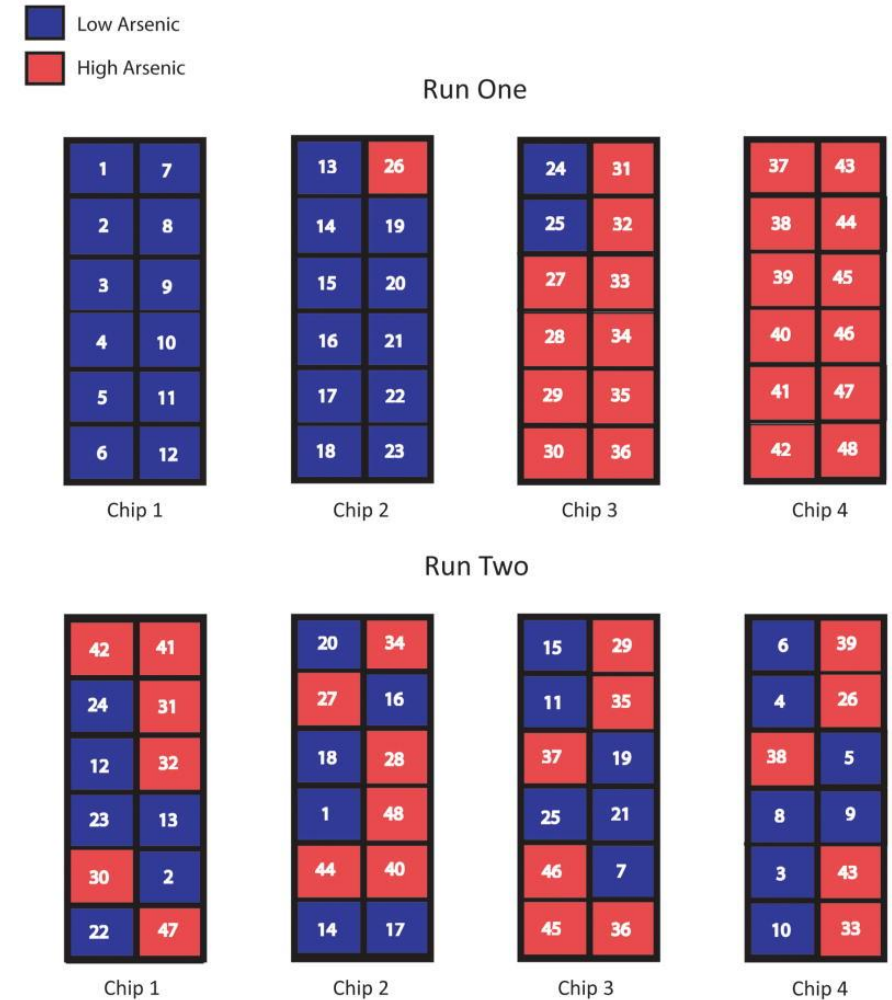 Low Arsenic
High Arsenic
Run One
1 7 13 26 24 31 37 43
2 8 14 19 25 32 38 44
3 9 15 20 27 33 39 45
4 10 16 21 28 34 40 46
5 11 17 22 29 35 41 47
6 12 18 23 30 36 42 48
Chip 1 Chip 2 Chip 3 Chip 4
Run Two
42 41 20 34 15 29 6 39
24 31 27 16 11 35 4 26
12 32 18 28 37 19 38 5
23 13 1 48 25 21 8 9
30 2 44 40 46 7 3 43
22 47 14 17 45 36 10 33
Chip 1 Chip 2 Chip 3 Chip 4